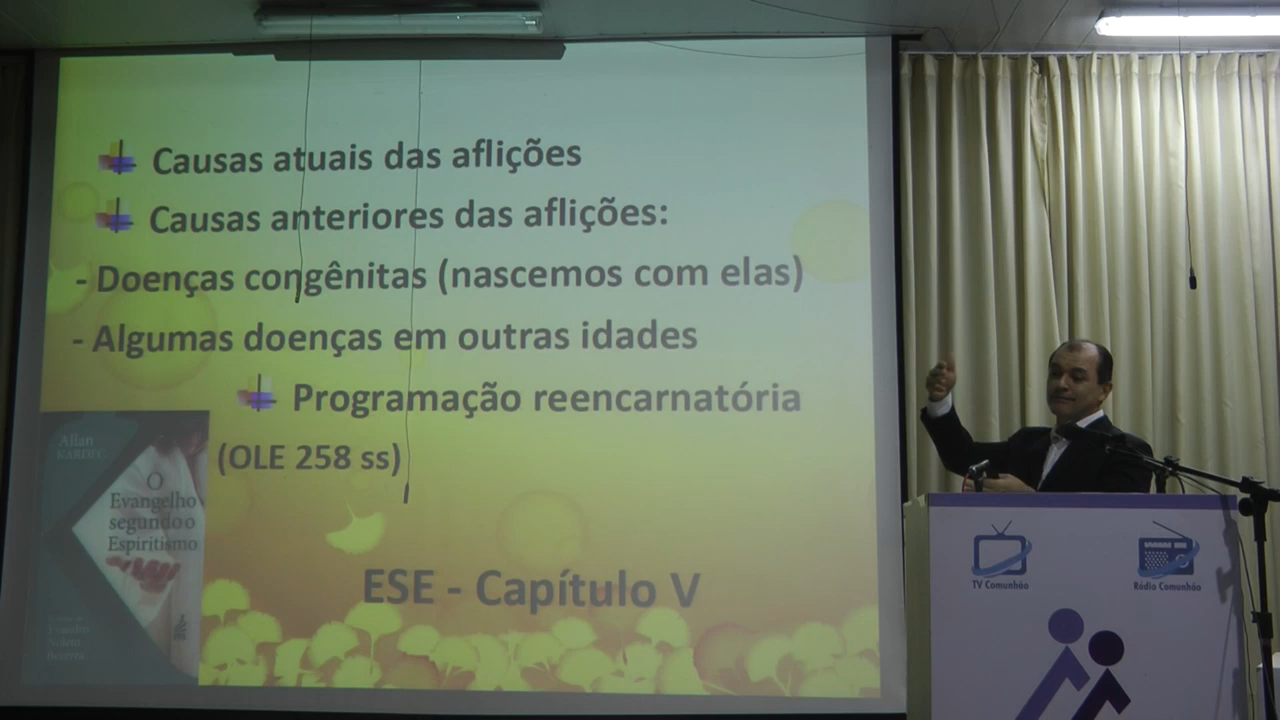 Causas atuais das aflições
Causas anteriores das aflições:
- Doenças congênitas (nascemos com elas)
- Algumas doenças em outras idades
Programação reencarnatória
(OLE 258 ss)
ESE - Capítulo V
Allan
KARDEC
O
Evangelho
segundo o
Espiritismo
TV Comunhão
Rádio Comunhão